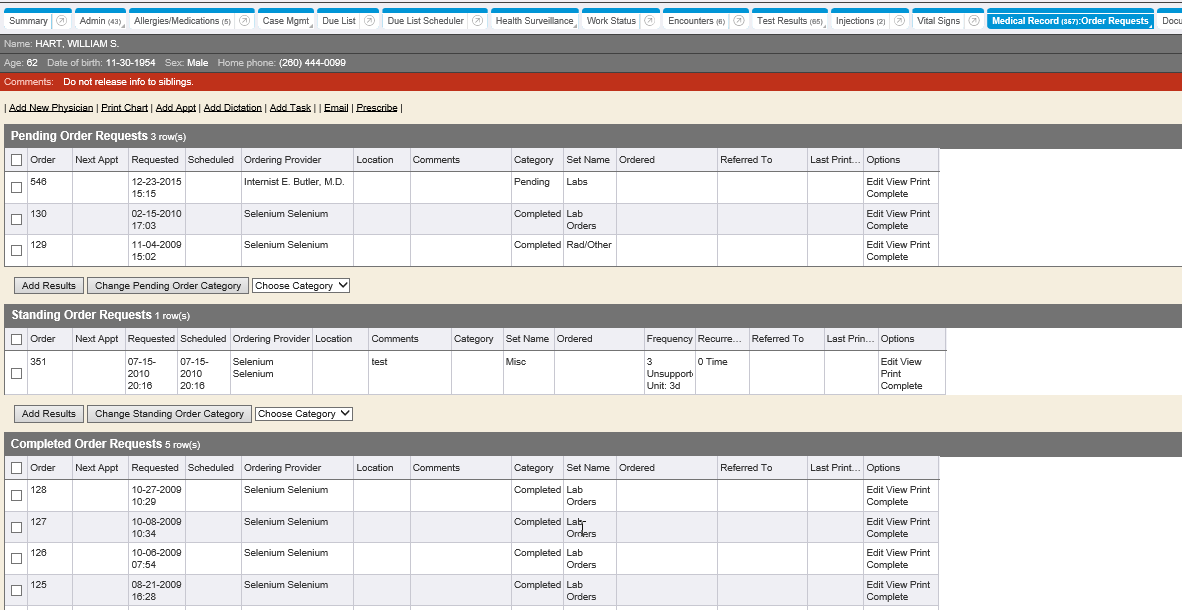 Summary Admin (43) Allergies/Medications (5) Case Mgmt Due List Due List Scheduler Health Surveillance Work Status Encounters (6) Test Results (65) Injections (2) Vital Signs Medical Record (867):Order Requests Docu
Name: HART, WILLIAM S.
Age: 62 Date of birth: 11-30-1954 Sex: Male Home phone: (260) 444-0099
Comments: Do not release info to siblings.
| Add New Physician | Print Chart | Add Appt | Add Dictation | Add Task | | Email | Prescribe |
Pending Order Requests 3 row(s)
Order Next Appt Requested Scheduled Ordering Provider Location Comments Category Set Name Ordered Referred To Last Print... Options
546 12-23-2015 Internist E. Butler, M.D. Pending Labs Edit View Print
15:15 Complete
130 02-15-2010 Selenium Selenium Completed Lab Edit View Print
17:03 Orders Complete
129 11-04-2009 Selenium Selenium Completed Rad/Other Edit View Print
15:02 Complete
Add Results Change Pending Order Category Choose Category
Standing Order Requests 1 row(s)
Order Next Appt Requested Scheduled Ordering Provider Location Comments Category Set Name Ordered Frequency Recurre... Referred To Last Prin... Options
351 07-15- 07-15- Selenium test Misc 3 0 Time Edit View
2010 2010 Selenium Unsupport Print
20:16 20:16 Unit: 3d Complete
Add Results Change Standing Order Category Choose Category
Completed Order Requests 5 row(s)
Order Next Appt Requested Scheduled Ordering Provider Location Comments Category Set Name Ordered Referred To Last Print... Options
128 10-27-2009 Selenium Selenium Completed Lab Edit View Print
10:29 Orders Complete
127 10-08-2009 Selenium Selenium Completed Lab Edit View Print
10:34 Orders Complete
126 10-06-2009 Selenium Selenium Completed Lab Edit View Print
07:54 Orders Complete
125 08-21-2009 Selenium Selenium Completed Lab Edit View Print
16:28 Orders Complete